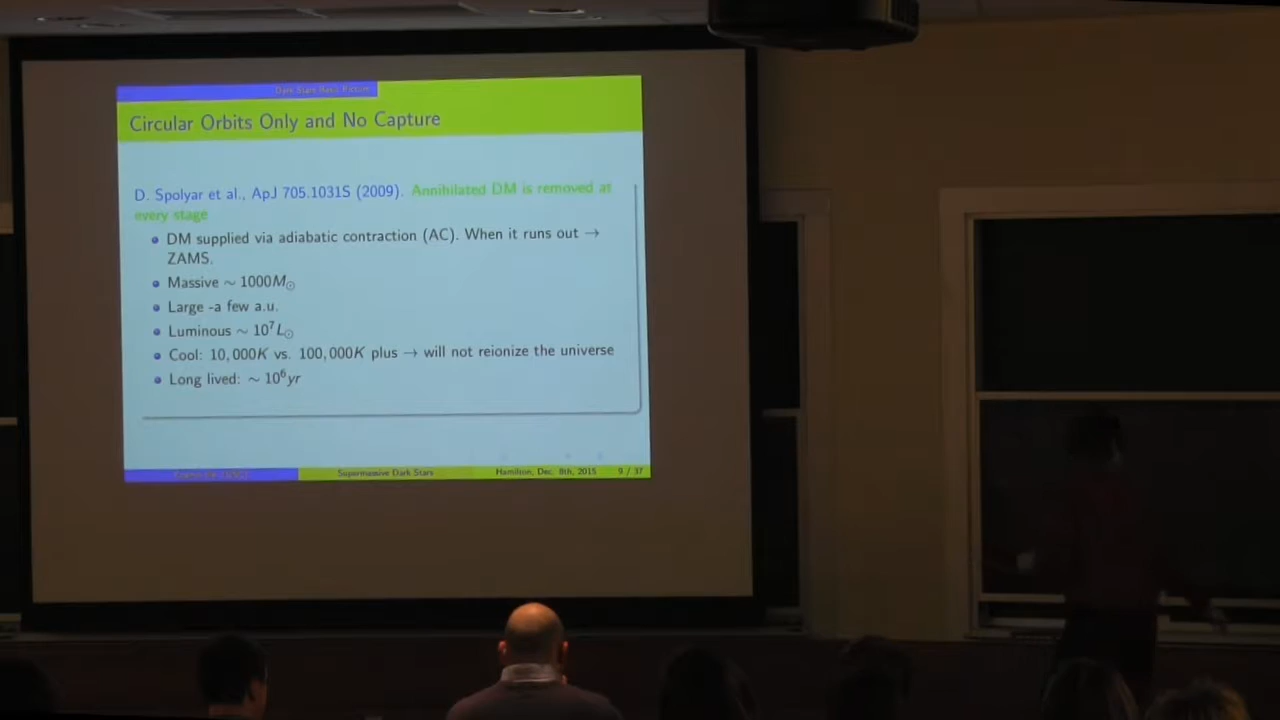 Dark Stars Basic Picture
Circular Orbits Only and No Capture
D. Spolyar et al., ApJ 705.1031S (2009). Annihilated DM is removed at
every stage
DM supplied via adiabatic contraction (AC). When it runs out →
ZAMS.
Massive ∼ 1000M⊙
Large -a few a.u.
Luminous ∼ 10⁷L⊙
Cool: 10,000K vs. 100,000K plus → will not reionize the universe
Long lived: ∼ 10⁶yr
Supermassive Dark Stars Hamilton, Dec. 8th, 2015 9 / 37